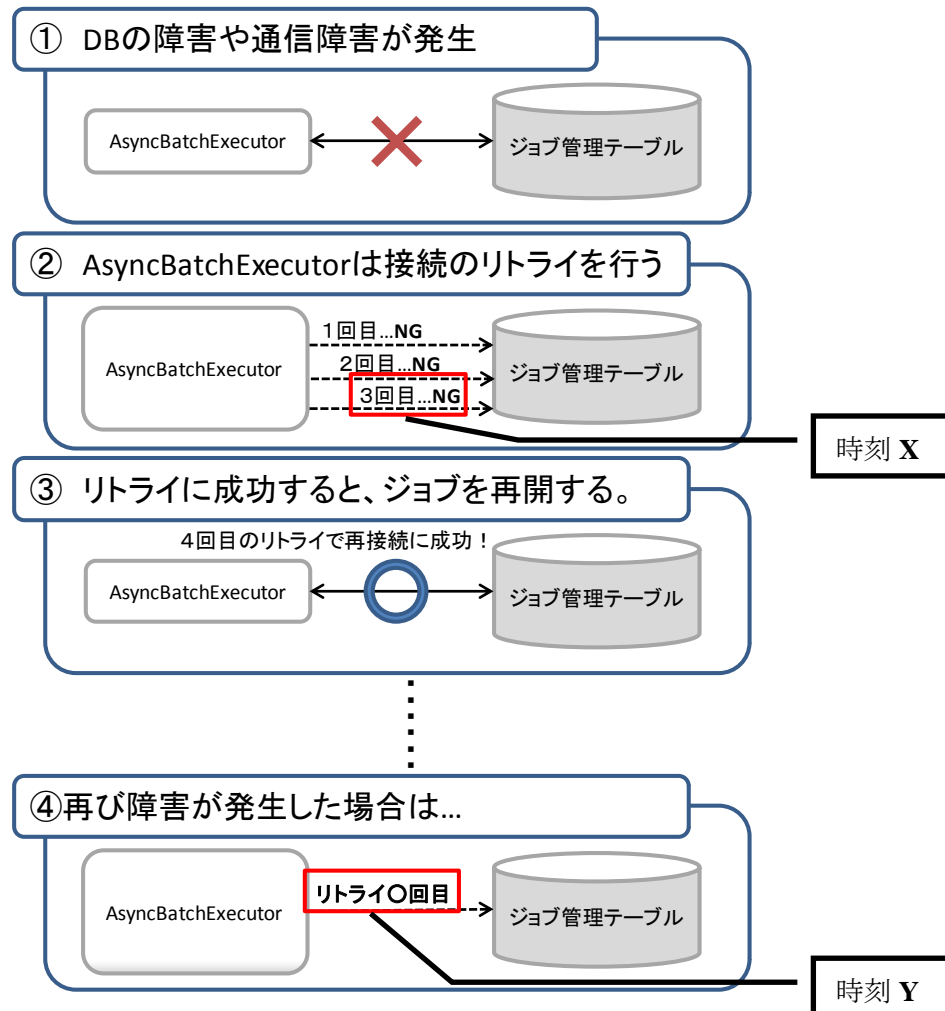 ① DBの障害や通信障害が発生
AsyncBatchExecutor
ジョブ管理テーブル
② AsyncBatchExecutorは接続のリトライを行う
AsyncBatchExecutor
1回目...NG
2回目...NG
3回目...NG
ジョブ管理テーブル
時刻 X
③ リトライに成功すると、ジョブを再開する。
4回目のリトライで再接続に成功!
AsyncBatchExecutor
ジョブ管理テーブル
④再び障害が発生した場合は...
AsyncBatchExecutor
リトライ〇回目
ジョブ管理テーブル
時刻 Y